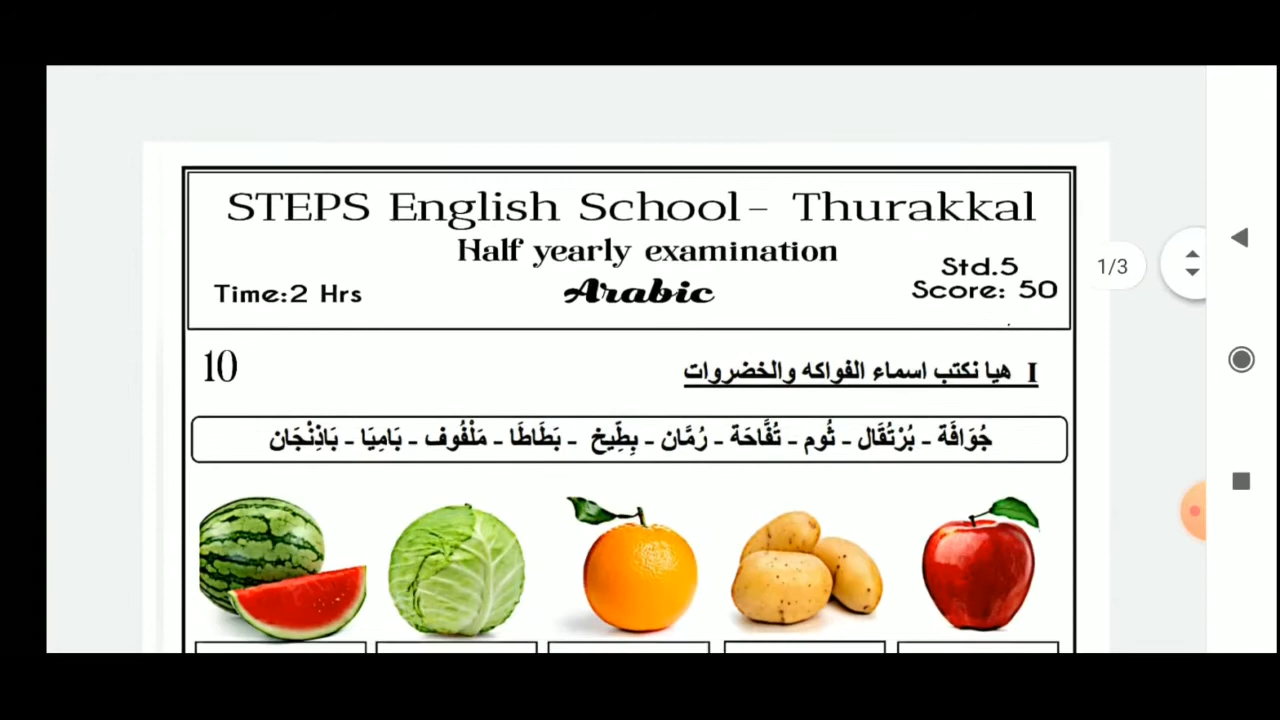 STEPS English School - Thurakkal
Half yearly examination
Std.5
Time:2 Hrs
Arabic
Score: 50
1/3
10
I هيا نكتب اسماء الفواكه والخضروات
جُوَافَة - بُرْتُقَال - ثُوم - تُفَّاحَة - رُمَّان - بِطِّيخ - بَطَاطَا - مَلْفُوف - بَامِيَا - بَاذِنْجَان